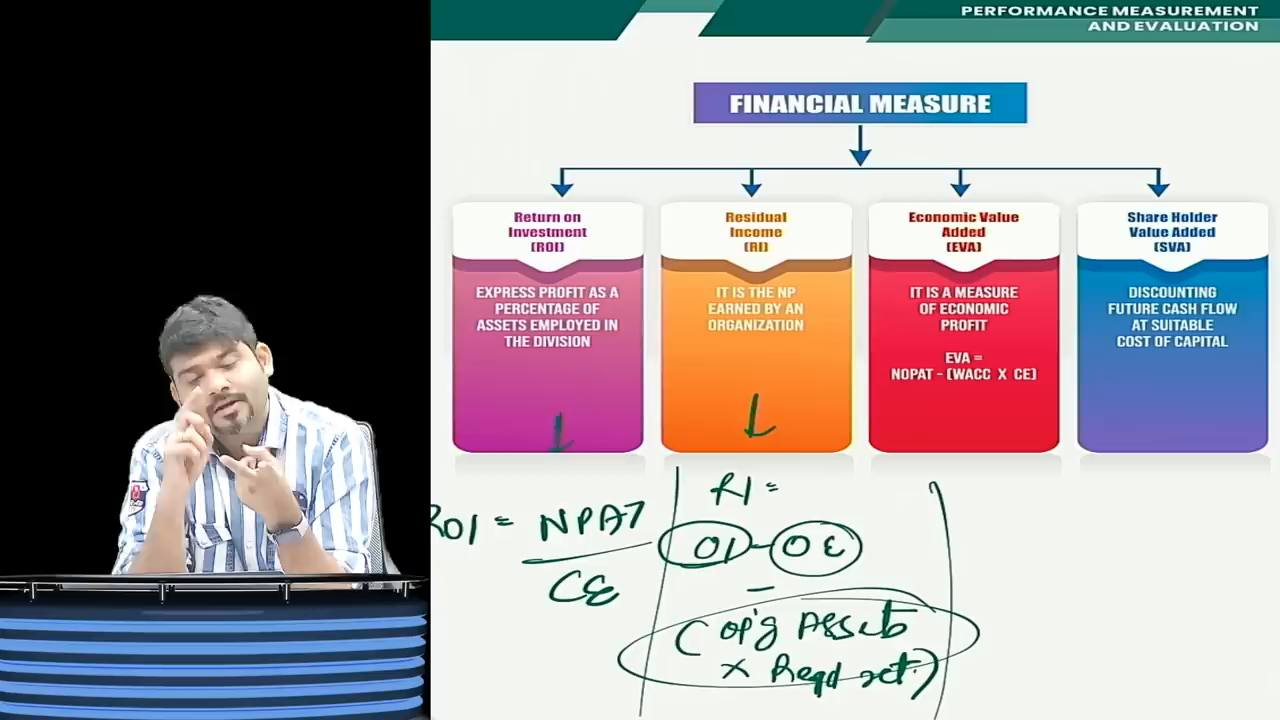 PERFORMANCE MEASUREMENT
AND EVALUATION
FINANCIAL MEASURE
Return on
Investment
(ROI)
EXPRESS PROFIT AS A
PERCENTAGE OF
ASSETS EMPLOYED IN
THE DIVISION
Residual
Income
(RI)
IT IS THE NP
EARNED BY AN
ORGANIZATION
Economic Value
Added
(EVA)
IT IS A MEASURE
OF ECONOMIC
PROFIT
EVA =
NOPAT - (WACC X CE)
Share Holder
Value Added
(SVA)
DISCOUNTING
FUTURE CASH FLOW
AT SUITABLE
COST OF CAPITAL
ROI = NPAT
CE
RI =
OI - OE
-
(op'g Assets
x Reqd ret.)